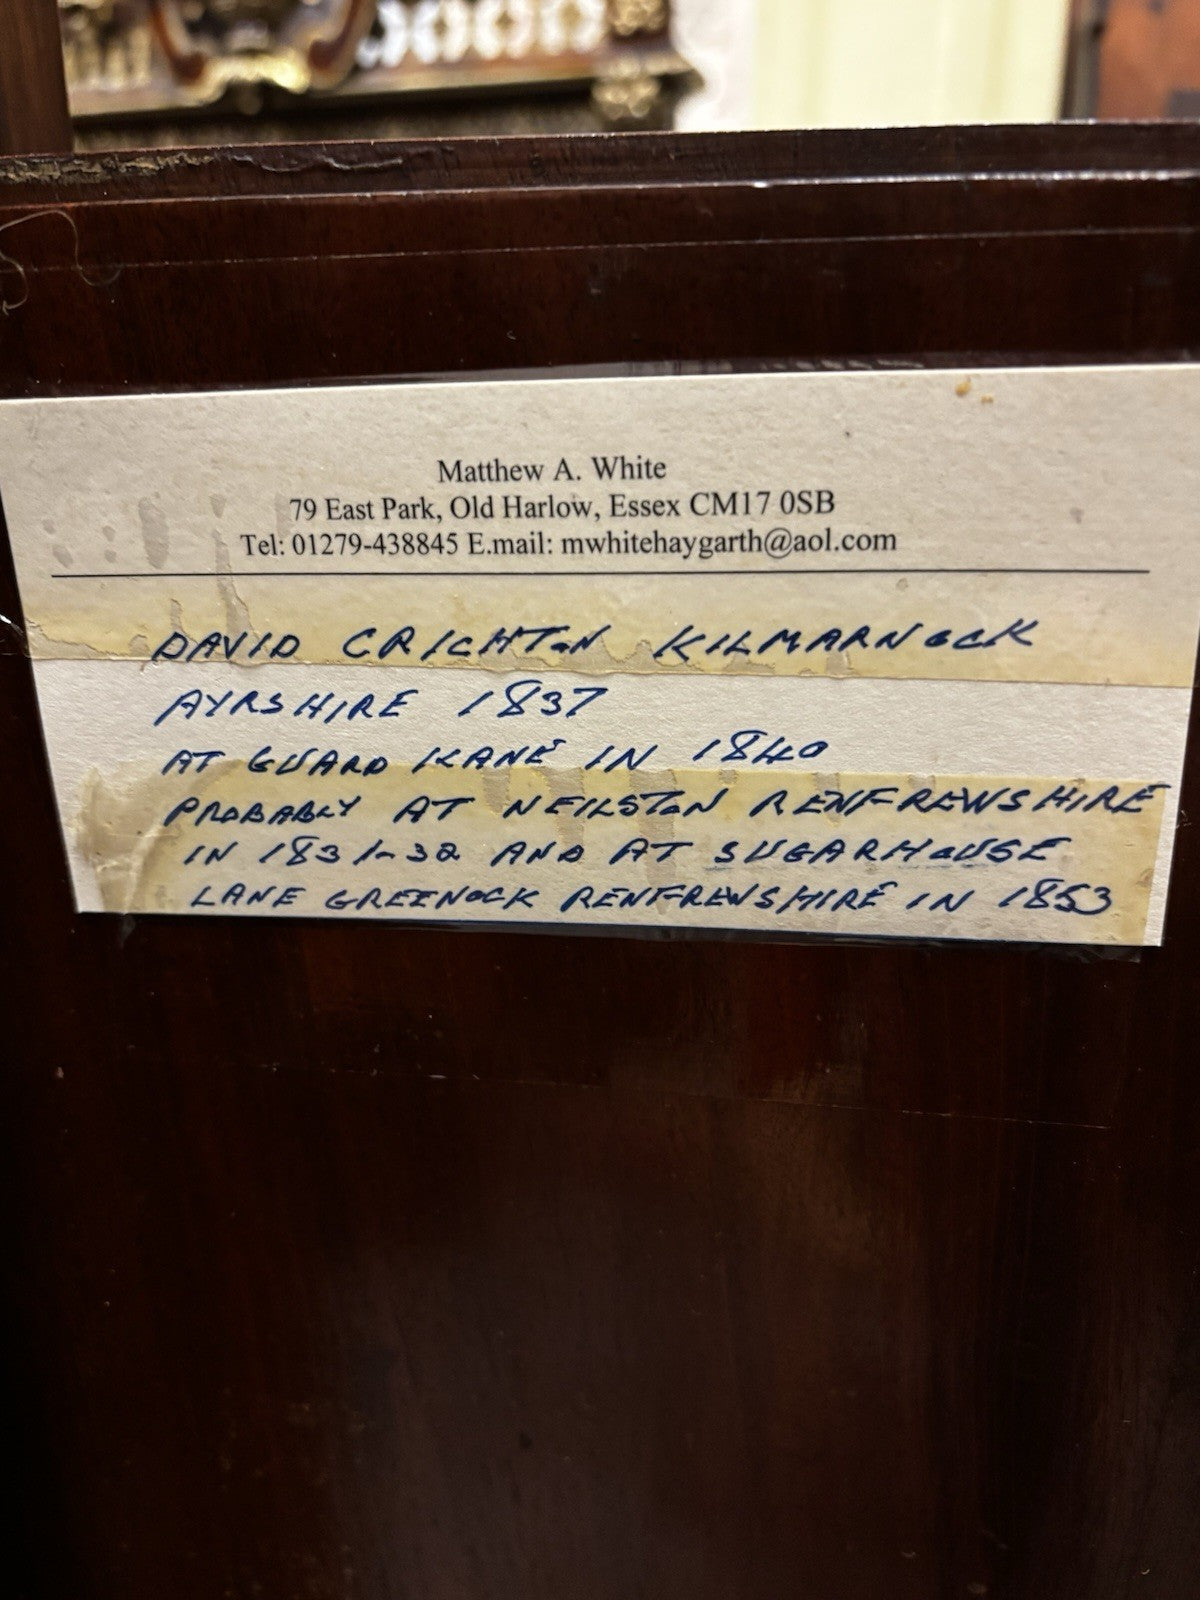 Matthew A. White
79 East Park, Old Harlow, Essex CM17 0SB
Tel: 01279-438845 E.mail: mwhitehaygarth@aol.com
DAVID CRICHTON KILMARNOCK
AYRSHIRE 1837
AT GUARD KANE IN 1840
PROBABLY AT NEILSTON RENFREWSHIRE
IN 1831-32 AND AT SUGARHOUSE
LANE GREENOCK RENFREWSHIRE IN 1853